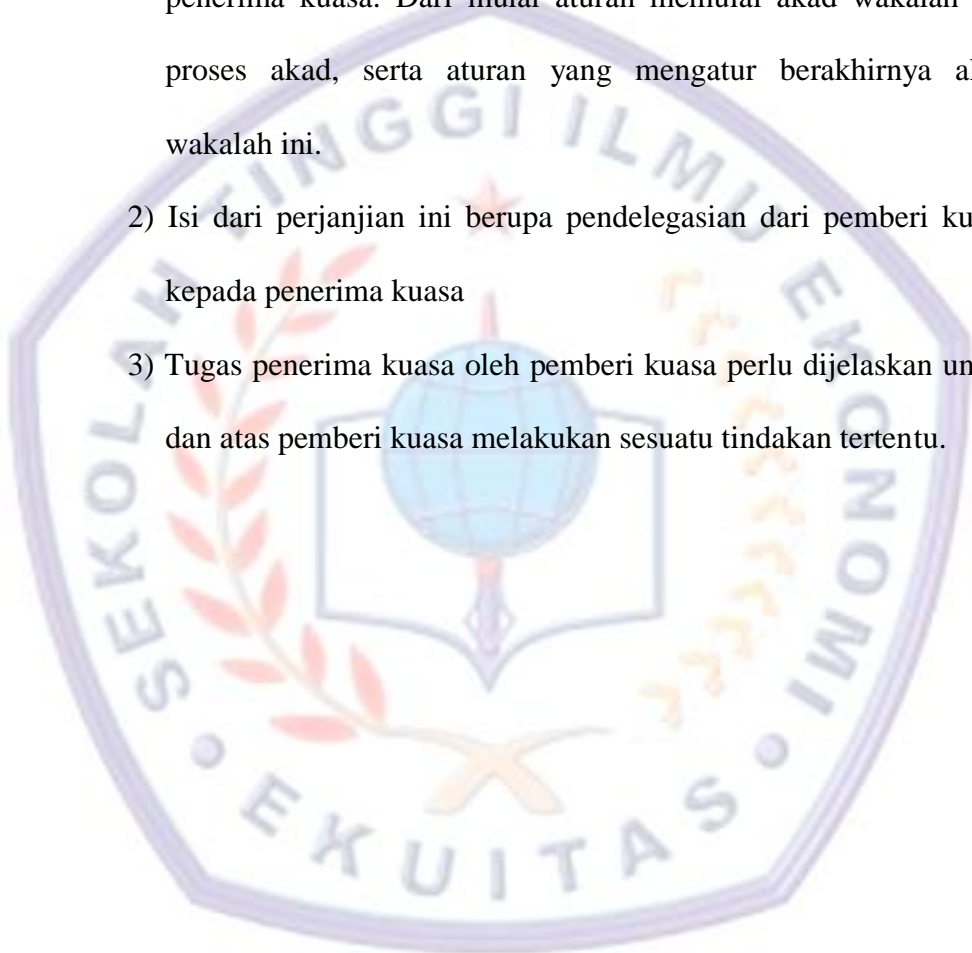 penerima kuasa. Dari mulai aturan memulai akad wakalah
proses akad, serta aturan yang mengatur berakhirnya
wakalah ini.
2) Isi dari perjanjian ini berupa pendelegasian dari pemberi
kepada penerima kuasa
3) Tugas penerima kuasa oleh pemberi kuasa perlu dijelaskan
dan atas pemberi kuasa melakukan sesuatu tindakan tertentu.
SEKOLAH TINGGI ILMU EKONOMI
• EKUITAS •